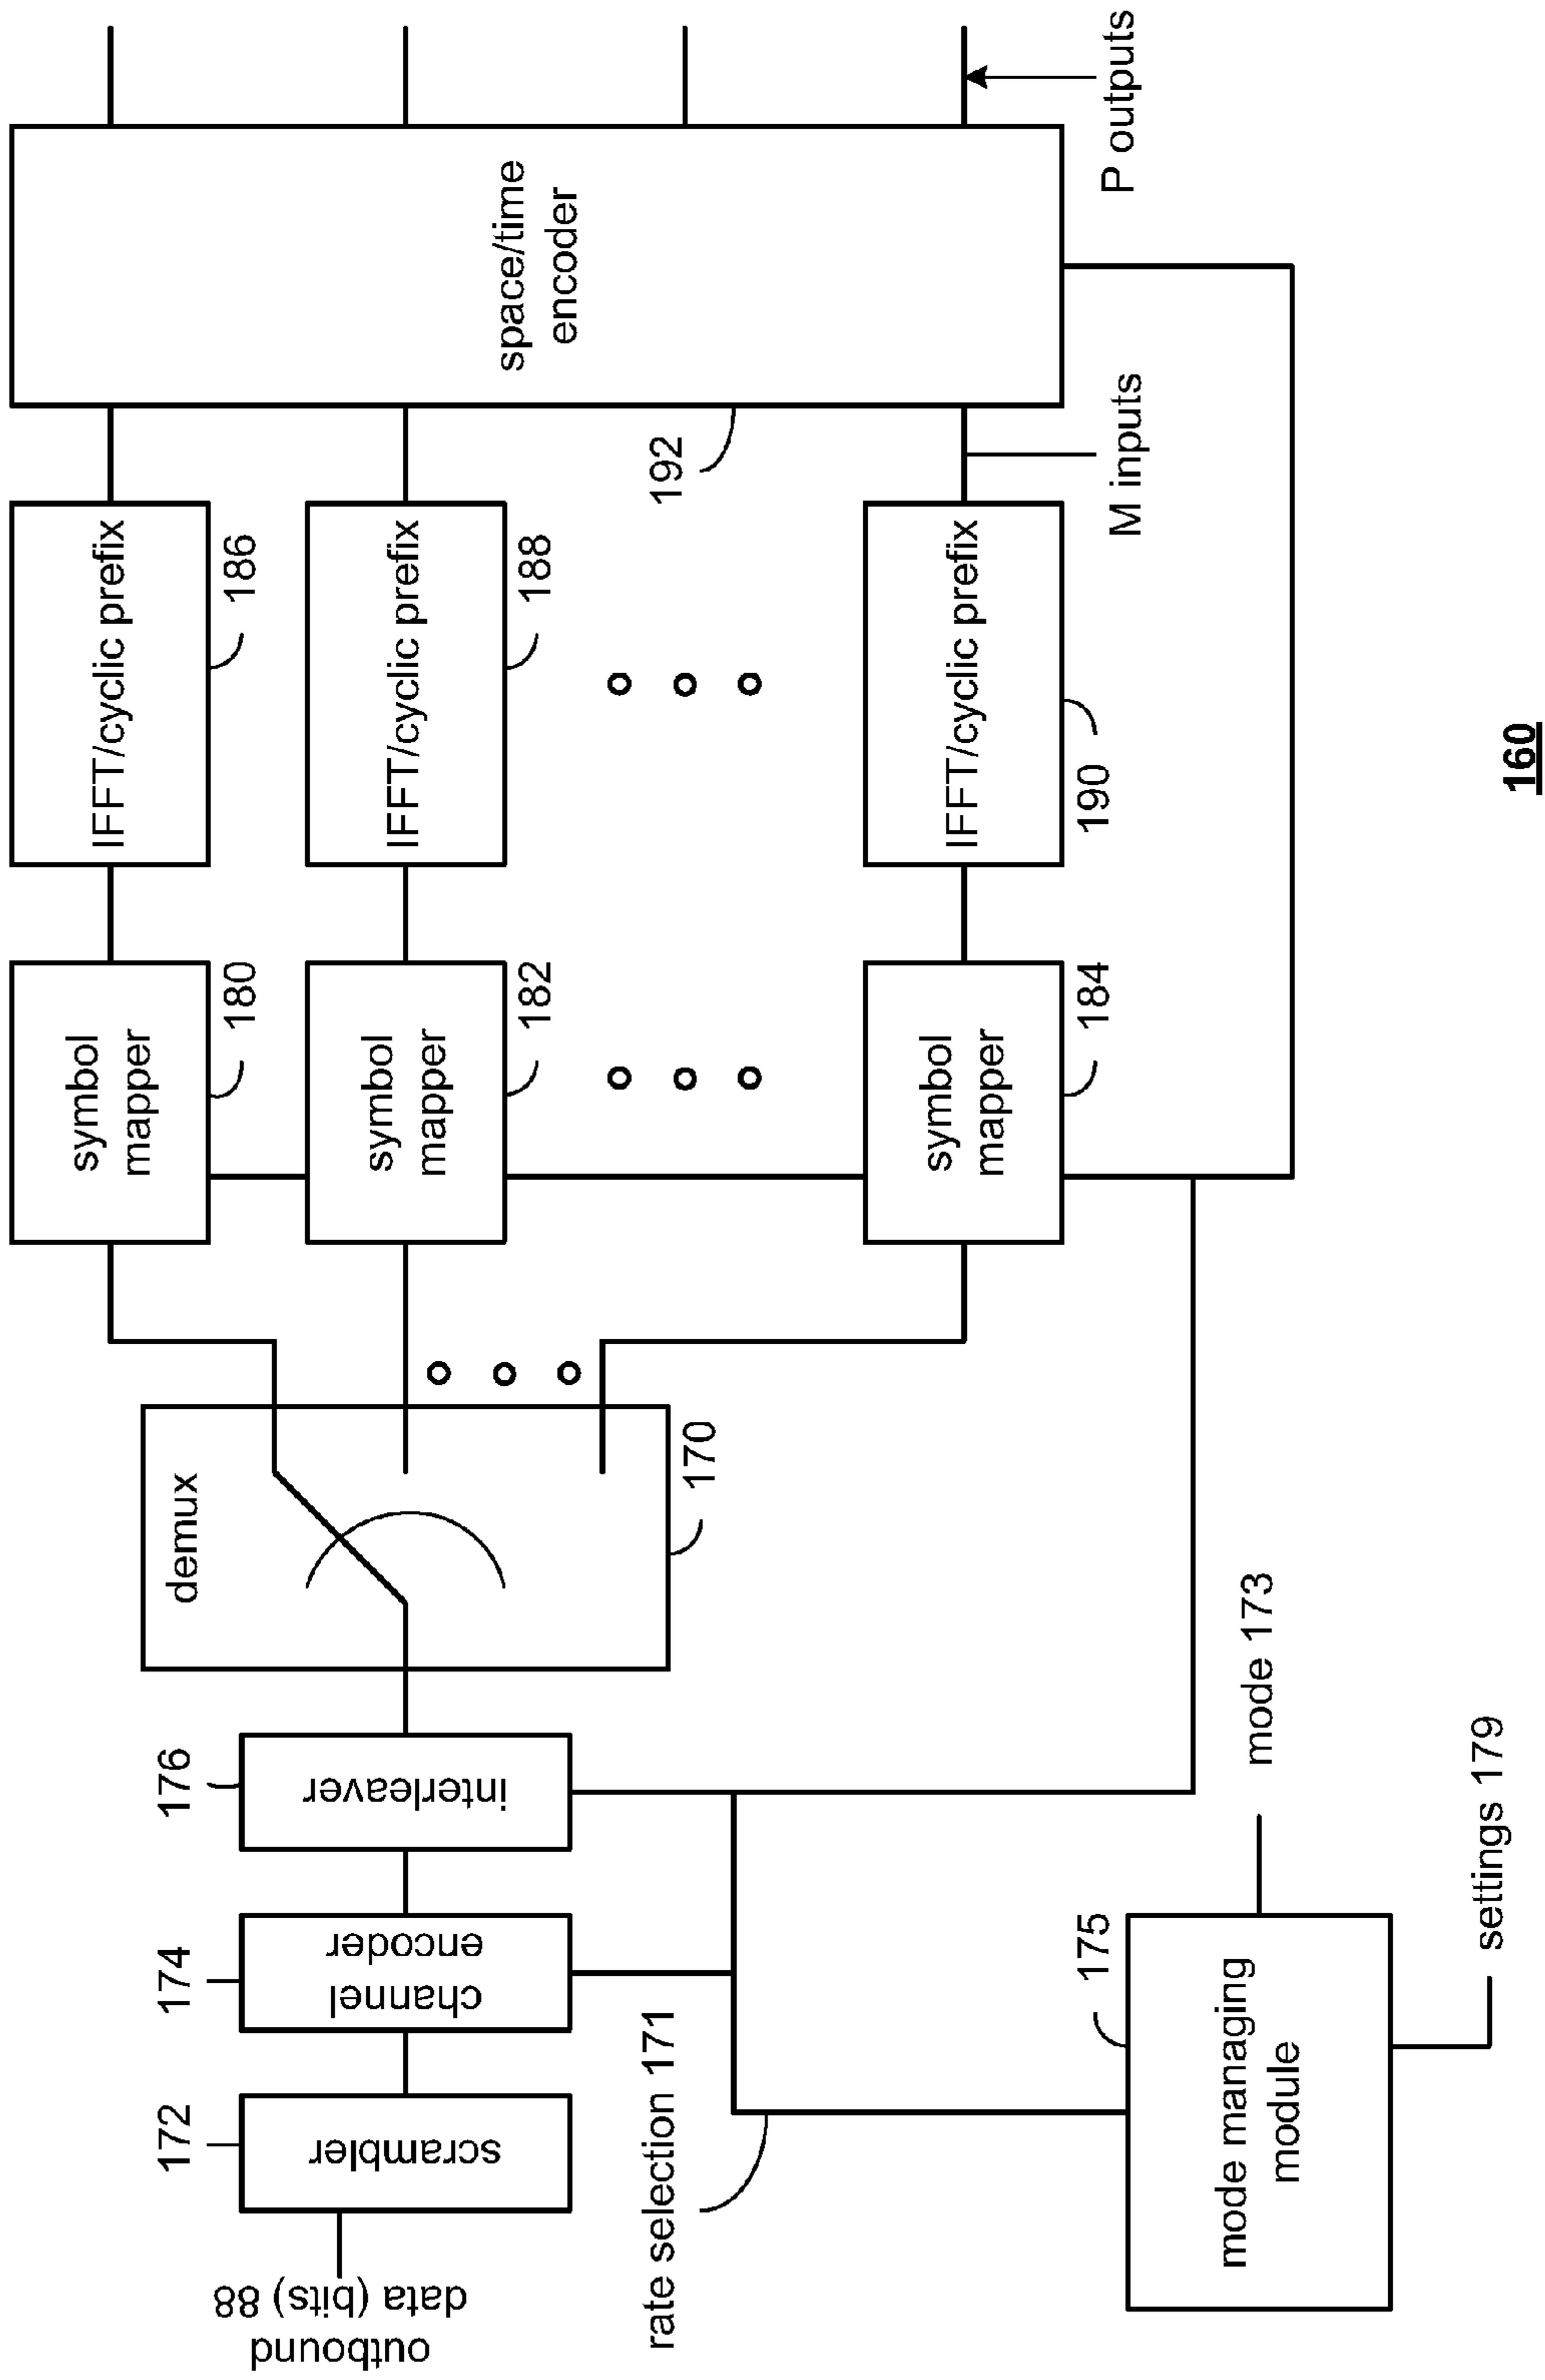 outbound
data (bits) 88
172
scrambler
174
channel
encoder
176
interleaver
demux
170
symbol
mapper
180
symbol
mapper
182
symbol
mapper
184
IFFT/cyclic prefix
186
IFFT/cyclic prefix
188
IFFT/cyclic prefix
190
192
space/time
encoder
M inputs
P outputs
rate selection 171
175
mode managing
module
mode 173
settings 179
160